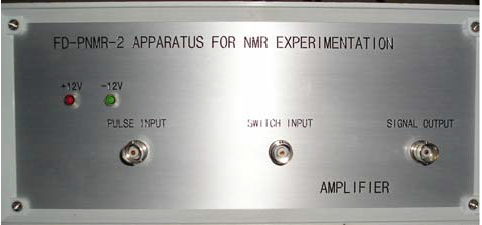 FD-PNMR-2 APPARATUS FOR NMR EXPERIMENTATION
+12V -12V
PULSE INPUT SWITCH INPUT SIGNAL OUTPUT
AMPLIFIER